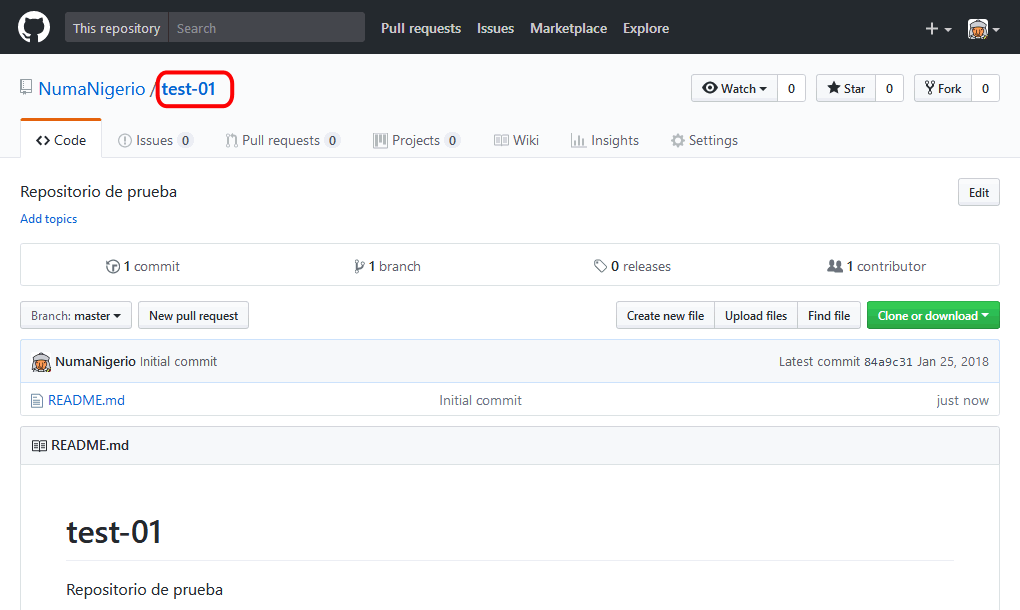 This repository Search Pull requests Issues Marketplace Explore
NumaNigerio / test-01 Watch 0 Star 0 Fork 0
Code Issues 0 Pull requests 0 Projects 0 Wiki Insights Settings
Repositorio de prueba Edit
Add topics
1 commit 1 branch 0 releases 1 contributor
Branch: master New pull request Create new file Upload files Find file Clone or download
NumaNigerio Initial commit Latest commit 84a9c31 Jan 25, 2018
README.md Initial commit just now
README.md
test-01
Repositorio de prueba